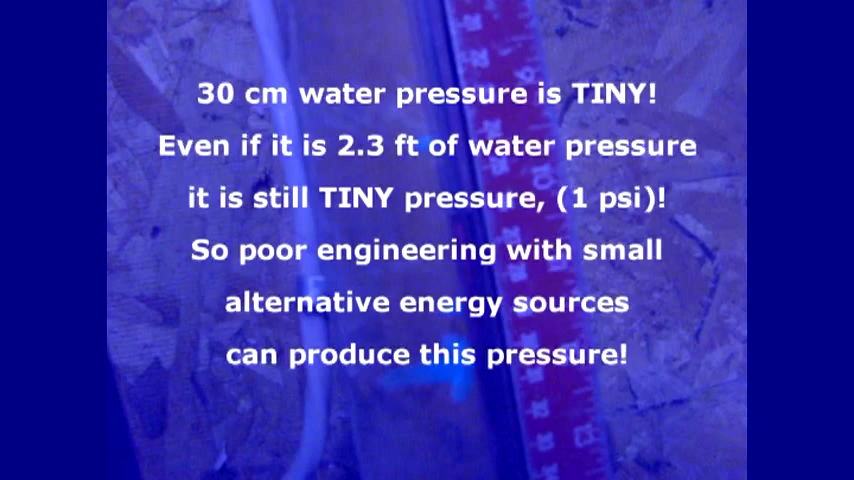 30 cm water pressure is TINY!
Even if it is 2.3 ft of water pressure
it is still TINY pressure, (1 psi)!
So poor engineering with small
alternative energy sources
can produce this pressure!